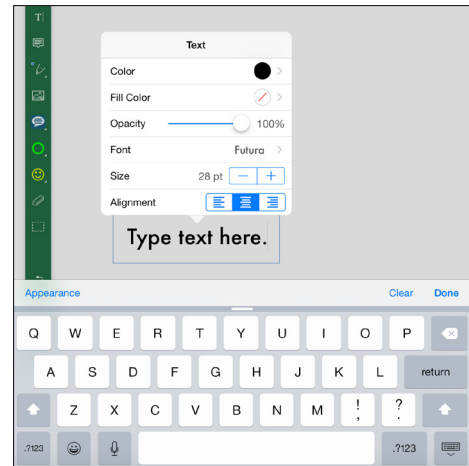 T
Text
Color
Fill Color
Opacity 100%
Font Futura
Size 28 pt − +
Alignment
Type text here.
Appearance Clear Done
Q W E R T Y U I O P
A S D F G H J K L return
Z X C V B N M ! , ? .
.?123 .?123